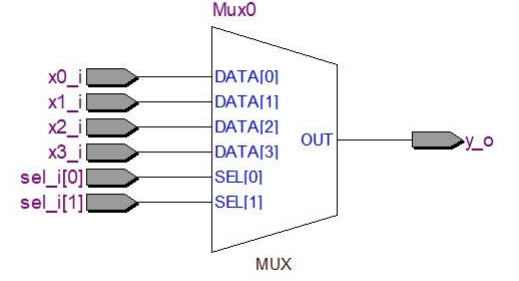 Mux0
x0_i DATA[0]
x1_i DATA[1]
x2_i DATA[2]
x3_i DATA[3]
OUT y_o
sel_i[0] SEL[0]
sel_i[1] SEL[1]
MUX